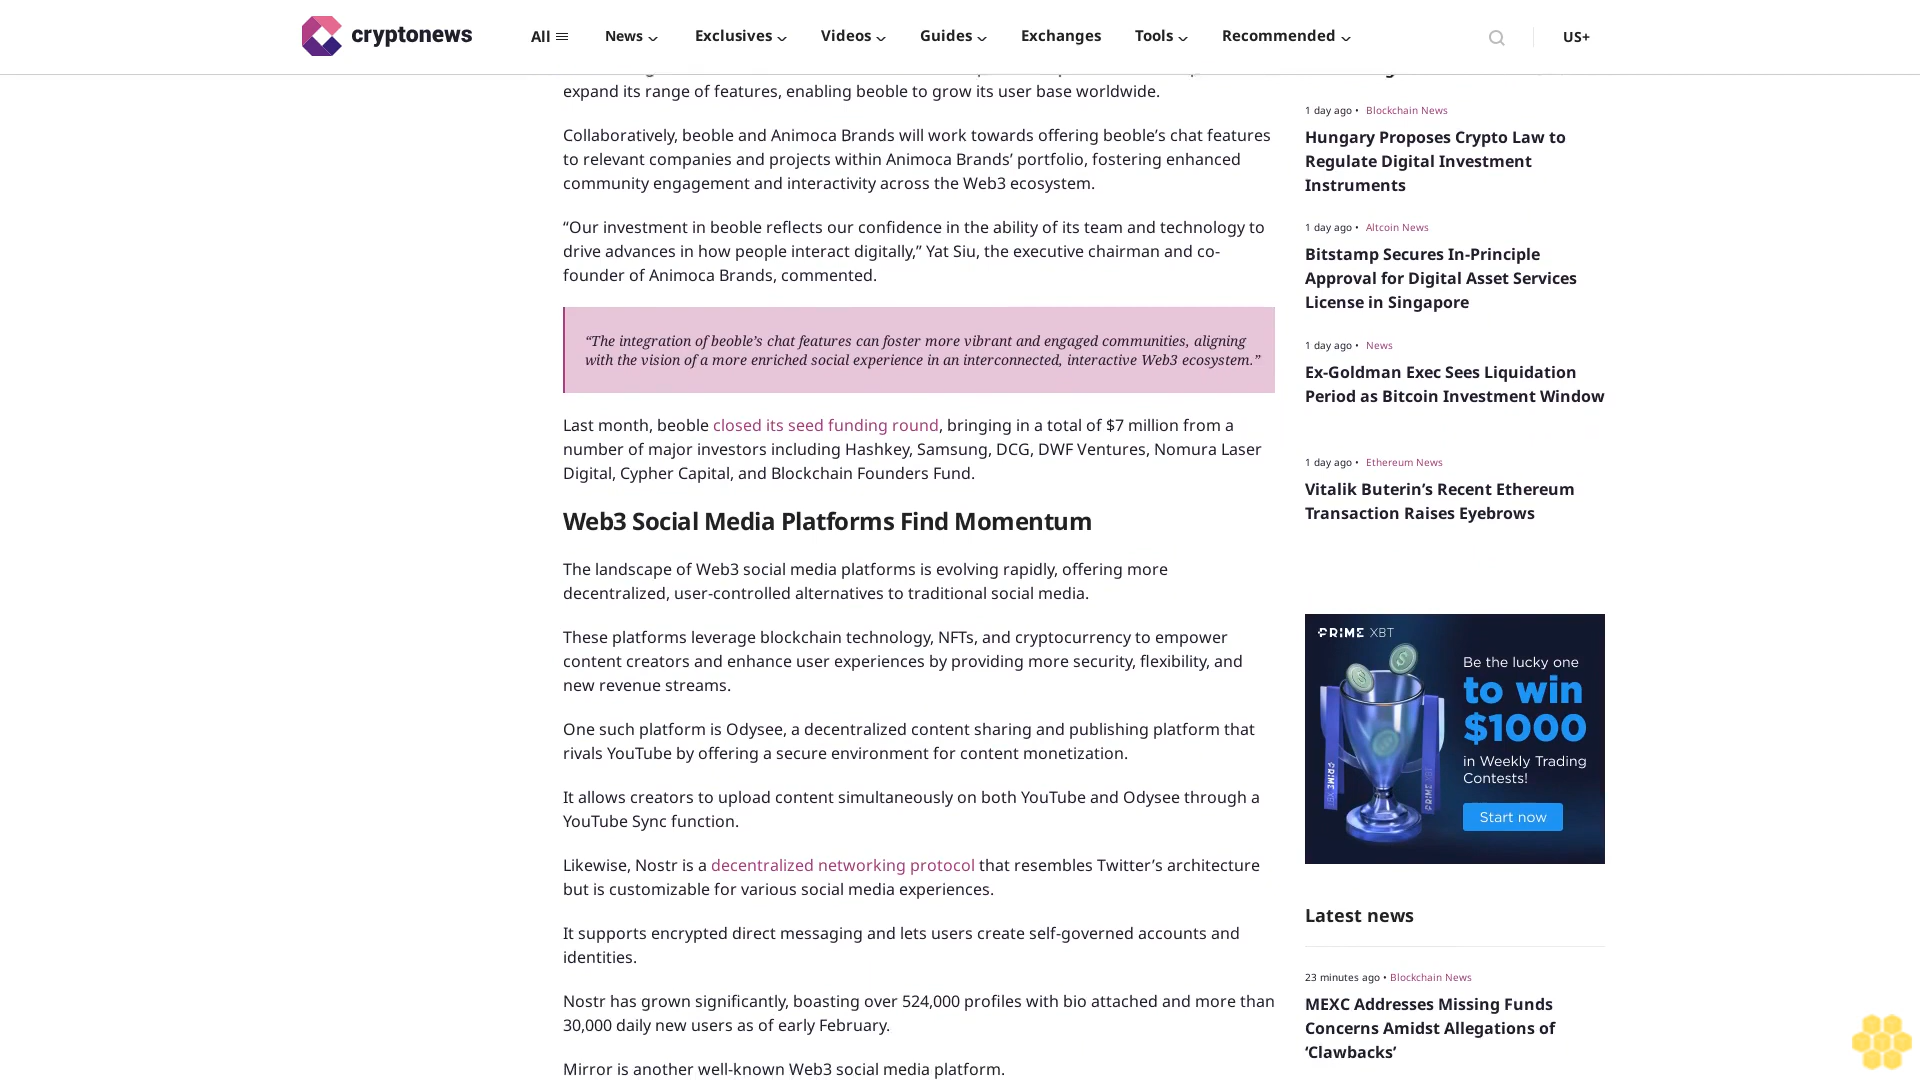 cryptonews
All
News
Exclusives
Videos
Guides
Exchanges
Tools
Recommended
US+
expand its range of features, enabling beoble to grow its user base worldwide.
Collaboratively, beoble and Animoca Brands will work towards offering beoble’s chat features
to relevant companies and projects within Animoca Brands’ portfolio, fostering enhanced
community engagement and interactivity across the Web3 ecosystem.
“Our investment in beoble reflects our confidence in the ability of its team and technology to
drive advances in how people interact digitally,” Yat Siu, the executive chairman and co-
founder of Animoca Brands, commented.
“The integration of beoble’s chat features can foster more vibrant and engaged communities, aligning
with the vision of a more enriched social experience in an interconnected, interactive Web3 ecosystem.”
Last month, beoble closed its seed funding round, bringing in a total of $7 million from a
number of major investors including Hashkey, Samsung, DCG, DWF Ventures, Nomura Laser
Digital, Cypher Capital, and Blockchain Founders Fund.
Web3 Social Media Platforms Find Momentum
The landscape of Web3 social media platforms is evolving rapidly, offering more
decentralized, user-controlled alternatives to traditional social media.
These platforms leverage blockchain technology, NFTs, and cryptocurrency to empower
content creators and enhance user experiences by providing more security, flexibility, and
new revenue streams.
One such platform is Odysee, a decentralized content sharing and publishing platform that
rivals YouTube by offering a secure environment for content monetization.
It allows creators to upload content simultaneously on both YouTube and Odysee through a
YouTube Sync function.
Likewise, Nostr is a decentralized networking protocol that resembles Twitter’s architecture
but is customizable for various social media experiences.
It supports encrypted direct messaging and lets users create self-governed accounts and
identities.
Nostr has grown significantly, boasting over 524,000 profiles with bio attached and more than
30,000 daily new users as of early February.
Mirror is another well-known Web3 social media platform.
1 day ago • Blockchain News
Hungary Proposes Crypto Law to
Regulate Digital Investment
Instruments
1 day ago • Altcoin News
Bitstamp Secures In-Principle
Approval for Digital Asset Services
License in Singapore
1 day ago • News
Ex-Goldman Exec Sees Liquidation
Period as Bitcoin Investment Window
1 day ago • Ethereum News
Vitalik Buterin’s Recent Ethereum
Transaction Raises Eyebrows
PRIME XBT
Be the lucky one
to win
$1000
in Weekly Trading
Contests!
Start now
Latest news
23 minutes ago • Blockchain News
MEXC Addresses Missing Funds
Concerns Amidst Allegations of
‘Clawbacks’